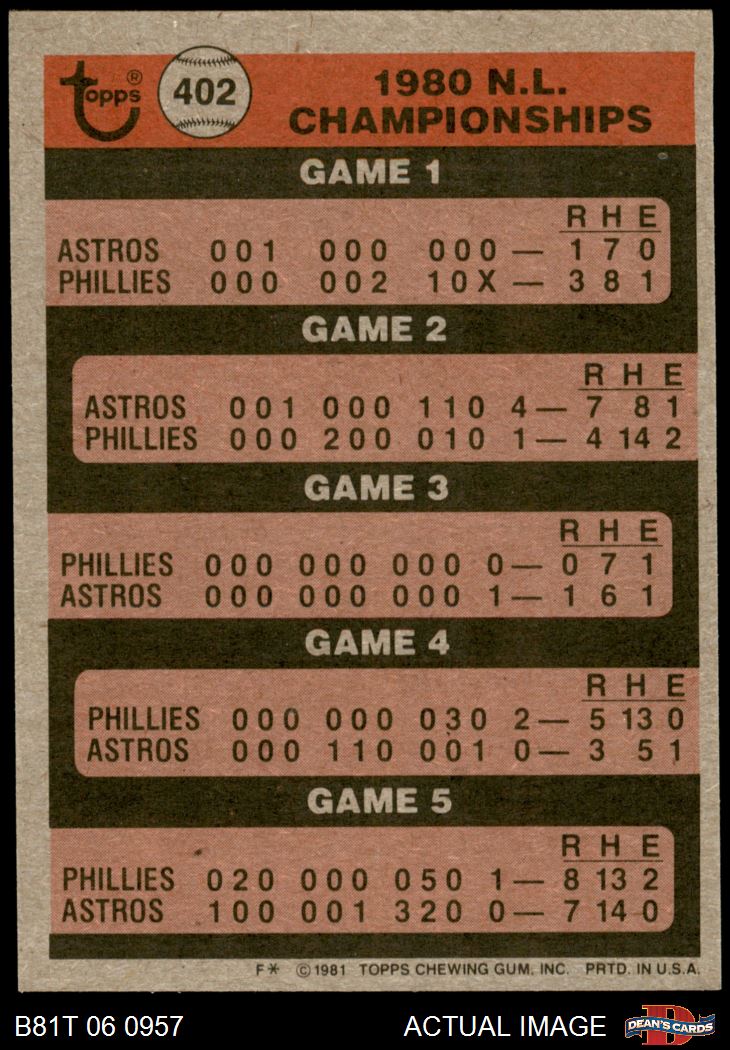 Topps ® 402 1980 N.L.
CHAMPIONSHIPS
GAME 1
R H E
ASTROS 001 000 000 — 1 7 0
PHILLIES 000 002 10X — 3 8 1
GAME 2
R H E
ASTROS 001 000 110 4 — 7 8 1
PHILLIES 000 200 010 1 — 4 14 2
GAME 3
R H E
PHILLIES 000 000 000 0 — 0 7 1
ASTROS 000 000 000 1 — 1 6 1
GAME 4
R H E
PHILLIES 000 000 030 2 — 5 13 0
ASTROS 000 110 001 0 — 3 5 1
GAME 5
R H E
PHILLIES 020 000 050 1 — 8 13 2
ASTROS 100 001 320 0 — 7 14 0
F* © 1981 TOPPS CHEWING GUM, INC. PRTD. IN U.S.A.
B81T 06 0957 ACTUAL IMAGE D DEAN'S CARDS